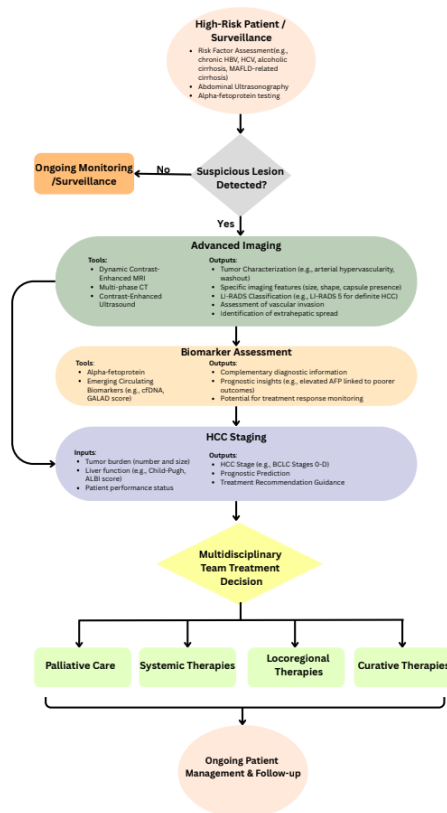 High-Risk Patient /
Surveillance
• Risk Factor Assessment(e.g.,
chronic HBV, HCV, alcoholic
cirrhosis, MAFLD-related
cirrhosis)
• Abdominal Ultrasonography
• Alpha-fetoprotein testing
Suspicious Lesion
Detected?
No
Ongoing Monitoring
/Surveillance
Yes
Advanced Imaging
Tools:
• Dynamic Contrast-
Enhanced MRI
• Multi-phase CT
• Contrast-Enhanced
Ultrasound
Outputs:
• Tumor Characterization (e.g., arterial hypervascularity,
washout)
• Specific imaging features (size, shape, capsule presence)
• LI-RADS Classification (e.g., LI-RADS 5 for definite HCC)
• Assessment of vascular invasion
• Identification of extrahepatic spread
Biomarker Assessment
Tools:
• Alpha-fetoprotein
• Emerging Circulating
Biomarkers (e.g., cfDNA,
GALAD score)
Outputs:
• Complementary diagnostic information
• Prognostic insights (e.g., elevated AFP linked to poorer
outcomes)
• Potential for treatment response monitoring
HCC Staging
Inputs:
• Tumor burden (number and size)
• Liver function (e.g., Child-Pugh,
ALBI score)
• Patient performance status
Outputs:
• HCC Stage (e.g., BCLC Stages 0-D)
• Prognostic Prediction
• Treatment Recommendation Guidance
Multidisciplinary
Team Treatment
Decision
Palliative Care
Systemic Therapies
Locoregional
Therapies
Curative Therapies
Ongoing Patient
Management & Follow-up